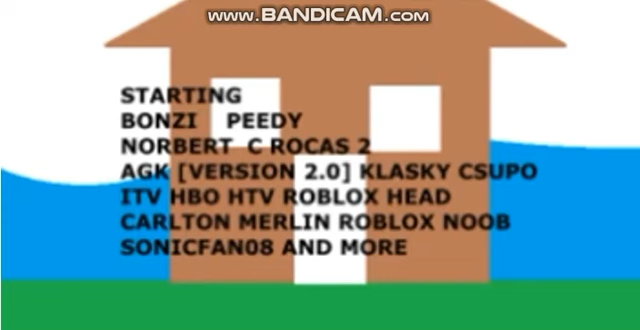 www.BANDICAM.com
STARTING
BONZI PEEDY
NORBERT C ROCAS 2
AGK [VERSION 2.0] KLASKY CSUPO
ITV HBO HTV ROBLOX HEAD
CARLTON MERLIN ROBLOX NOOB
SONICFAN08 AND MORE